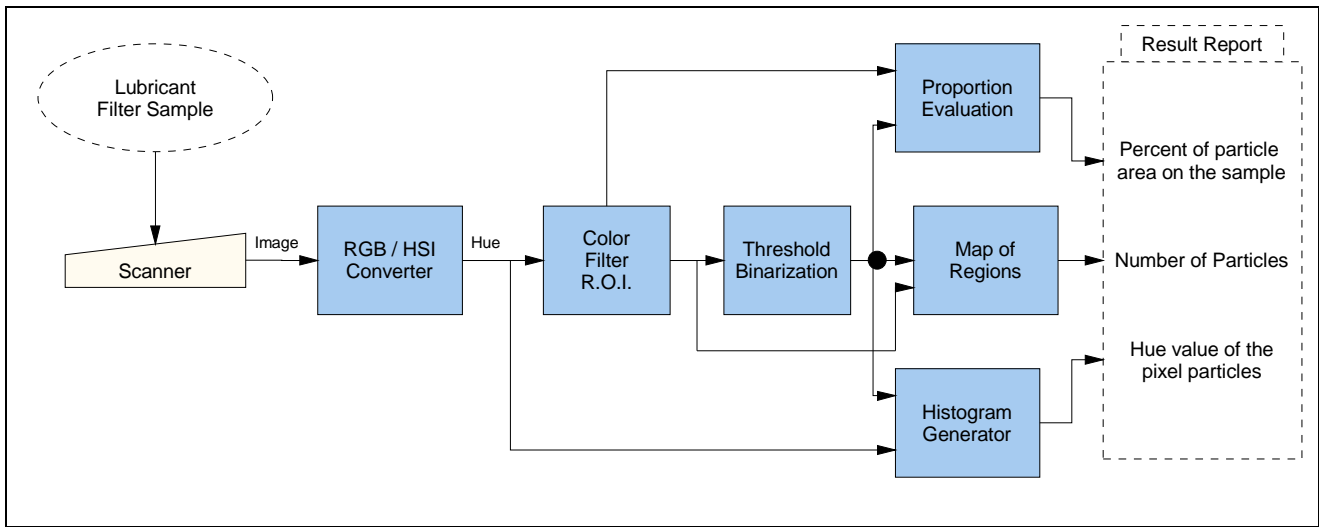 Lubricant
Filter Sample
Scanner
Image
RGB / HSI
Converter
Hue
Color
Filter
R.O.I.
Threshold
Binarization
Proportion
Evaluation
Map of
Regions
Histogram
Generator
Result Report
Percent of particle
area on the sample
Number of Particles
Hue value of the
pixel particles